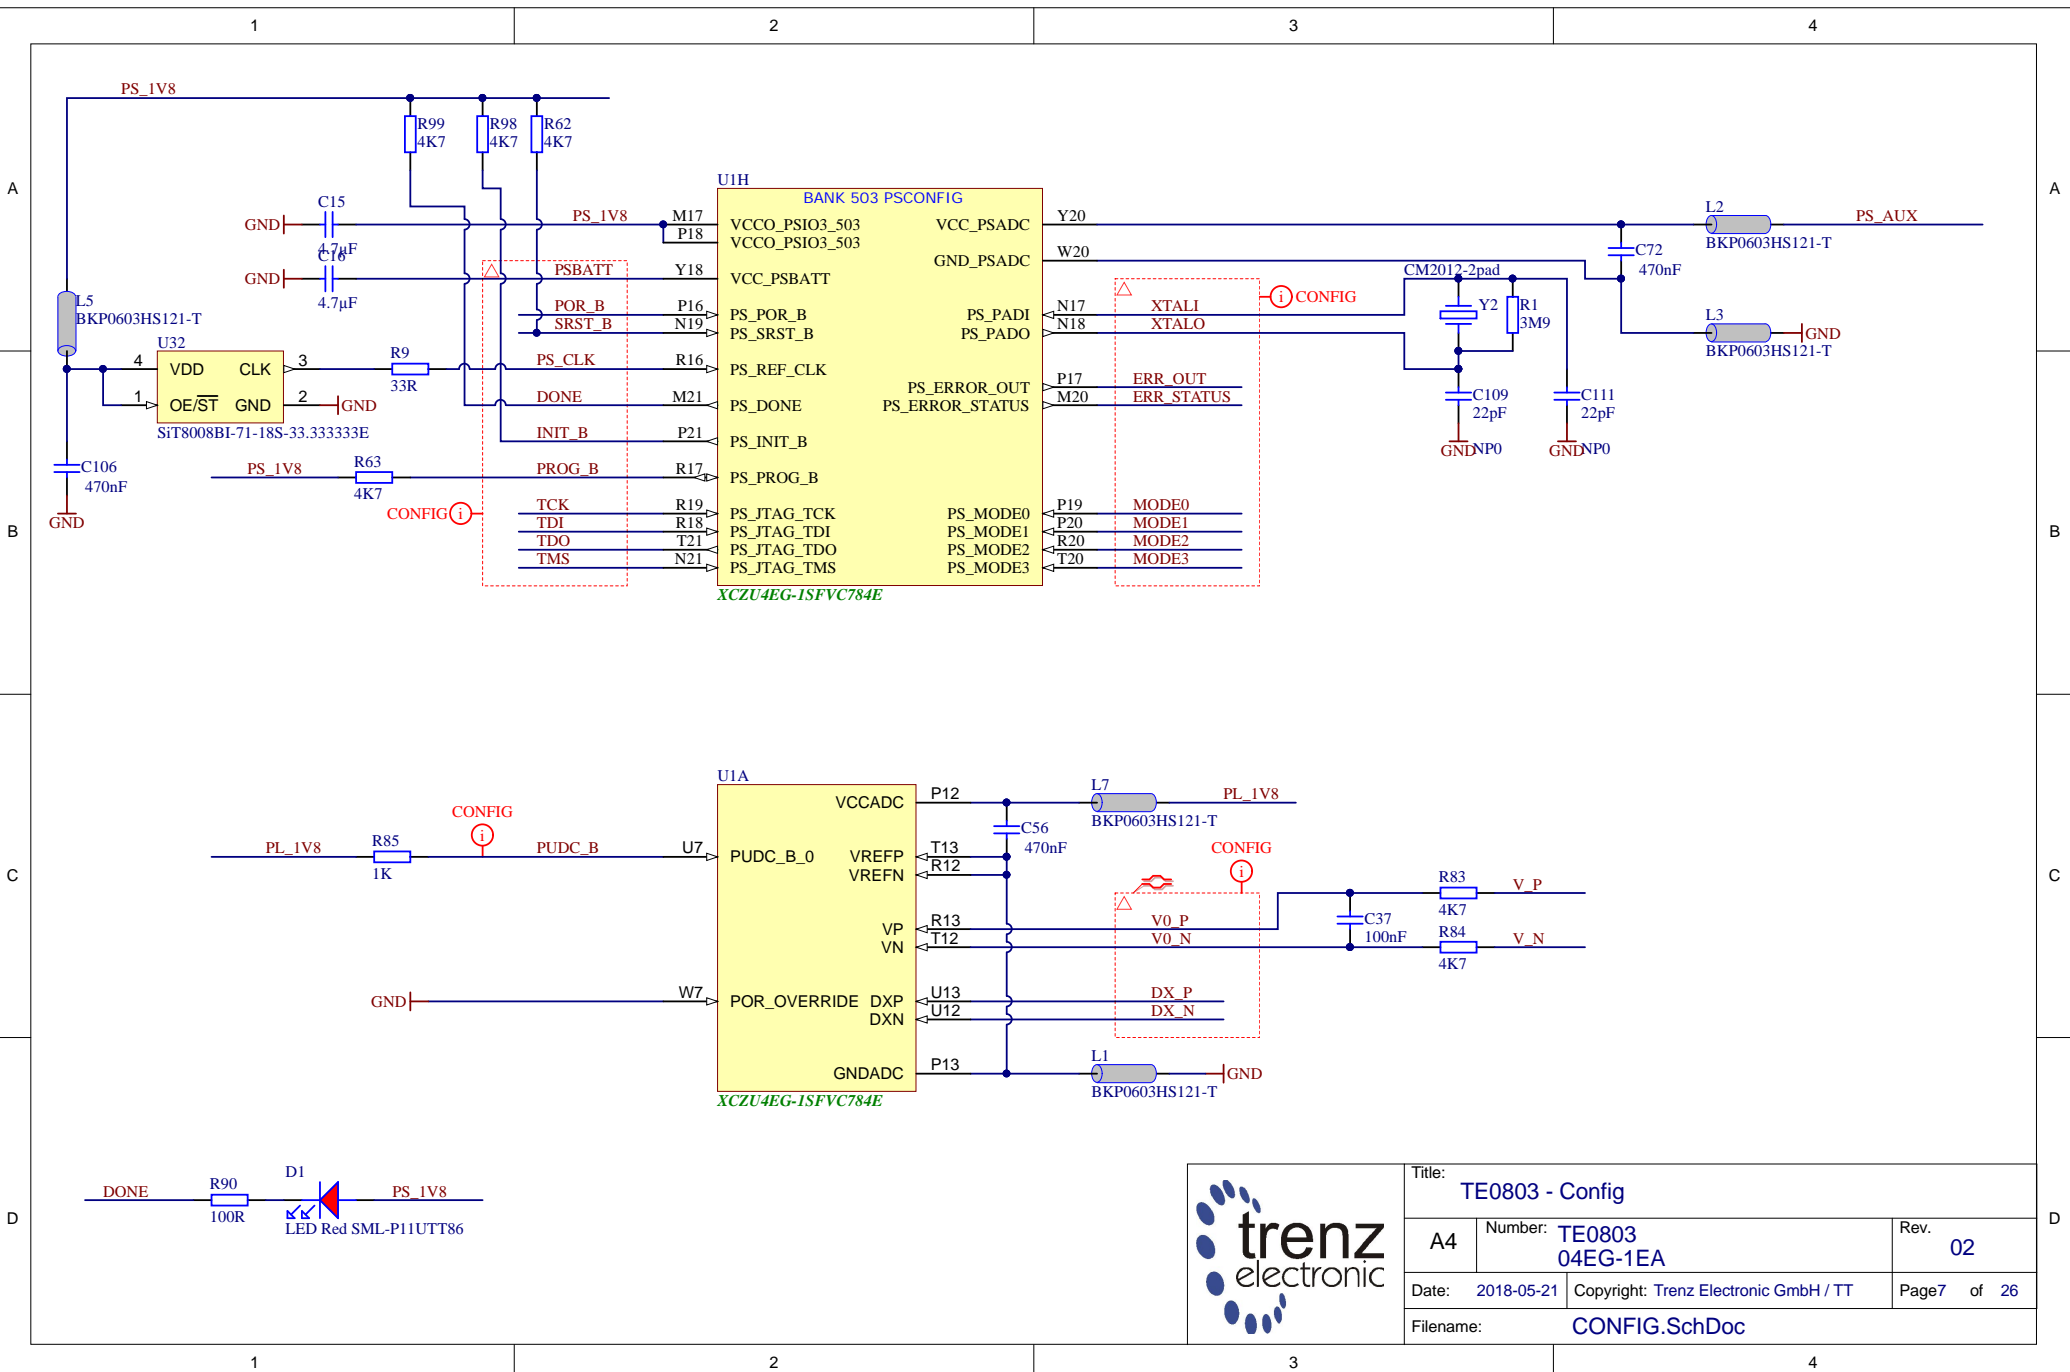 1 2 3 4
PS_1V8
R99 R98 R62
4K7 4K7 4K7
A A
U1H
BANK 503 PSCONFIG
C15
GND PS_1V8 M17 VCCO_PSIO3_503 VCC_PSADC Y20
P18 VCCO_PSIO3_503
4.7µF
L2 PS_AUX
BKP0603HS121-T
C72
470nF
C16
GND PSBATT Y18 VCC_PSBATT GND_PSADC W20
4.7µF
CM2012-2pad
CONFIG
L5
BKP0603HS121-T
POR_B P16 PS_POR_B PS_PADI N17 XTALI
SRST_B N19 PS_SRST_B PS_PADO N18 XTALO
Y2 R1
3M9
L3 GND
BKP0603HS121-T
U32
4 VDD CLK 3
1 OE/ST GND 2 GND
SiT8008BI-71-18S-33.333333E
R9
33R
PS_CLK R16 PS_REF_CLK
PS_ERROR_OUT P17 ERR_OUT
DONE M21 PS_DONE PS_ERROR_STATUS M20 ERR_STATUS
C109 C111
22pF 22pF
GND NP0 GND NP0
INIT_B P21 PS_INIT_B
C106
470nF
GND
PS_1V8 R63 PROG_B R17 PS_PROG_B
4K7
CONFIG
TCK R19 PS_JTAG_TCK PS_MODE0 P19 MODE0
TDI R18 PS_JTAG_TDI PS_MODE1 P20 MODE1
TDO T21 PS_JTAG_TDO PS_MODE2 R20 MODE2
TMS N21 PS_JTAG_TMS PS_MODE3 T20 MODE3
B B
XCZU4EG-1SFVC784E
U1A
VCCADC P12 L7 PL_1V8
BKP0603HS121-T
C56
470nF
CONFIG
PL_1V8 R85 PUDC_B U7 PUDC_B_0 VREFP T13
1K
VREFN R12
CONFIG
C C
R83 V_P
4K7
VP R13 V0_P
VN T12 V0_N
C37
100nF
R84 V_N
4K7
GND W7 POR_OVERRIDE DXP U13 DX_P
DXN U12 DX_N
GNDADC P13 L1 GND
BKP0603HS121-T
XCZU4EG-1SFVC784E
DONE R90 D1 PS_1V8
100R
LED Red SML-P11UTT86
D D
trenz
electronic
Title:
TE0803 - Config
A4 Number: TE0803
04EG-1EA
Rev.
02
Date: 2018-05-21 Copyright: Trenz Electronic GmbH / TT Page7 of 26
Filename: CONFIG.SchDoc
1 2 3 4